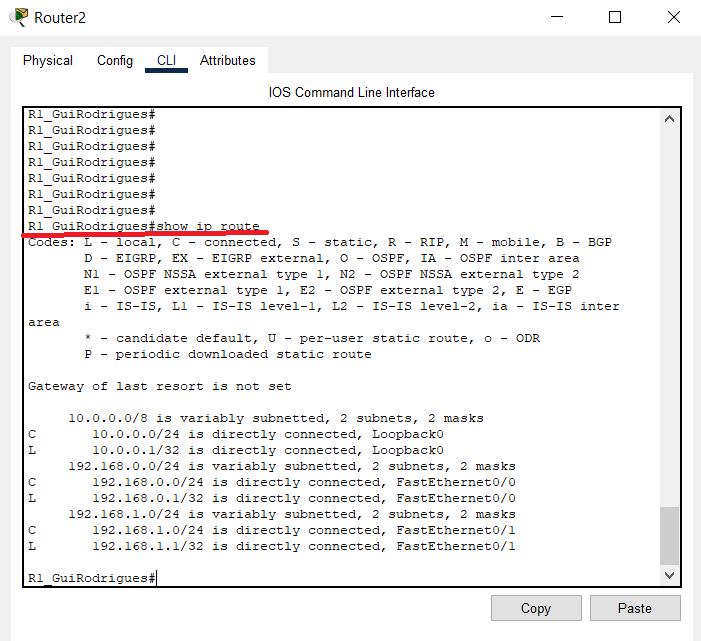 Router2
Physical Config CLI Attributes
IOS Command Line Interface
R1_GuiRodrigues#
R1_GuiRodrigues#
R1_GuiRodrigues#
R1_GuiRodrigues#
R1_GuiRodrigues#
R1_GuiRodrigues#
R1_GuiRodrigues#
R1_GuiRodrigues#show ip route
Codes: L - local, C - connected, S - static, R - RIP, M - mobile, B - BGP
D - EIGRP, EX - EIGRP external, O - OSPF, IA - OSPF inter area
N1 - OSPF NSSA external type 1, N2 - OSPF NSSA external type 2
E1 - OSPF external type 1, E2 - OSPF external type 2, E - EGP
i - IS-IS, L1 - IS-IS level-1, L2 - IS-IS level-2, ia - IS-IS inter
area
* - candidate default, U - per-user static route, o - ODR
P - periodic downloaded static route
Gateway of last resort is not set
10.0.0.0/8 is variably subnetted, 2 subnets, 2 masks
C 10.0.0.0/24 is directly connected, Loopback0
L 10.0.0.1/32 is directly connected, Loopback0
192.168.0.0/24 is variably subnetted, 2 subnets, 2 masks
C 192.168.0.0/24 is directly connected, FastEthernet0/0
L 192.168.0.1/32 is directly connected, FastEthernet0/0
192.168.1.0/24 is variably subnetted, 2 subnets, 2 masks
C 192.168.1.0/24 is directly connected, FastEthernet0/1
L 192.168.1.1/32 is directly connected, FastEthernet0/1
R1_GuiRodrigues#
Copy Paste